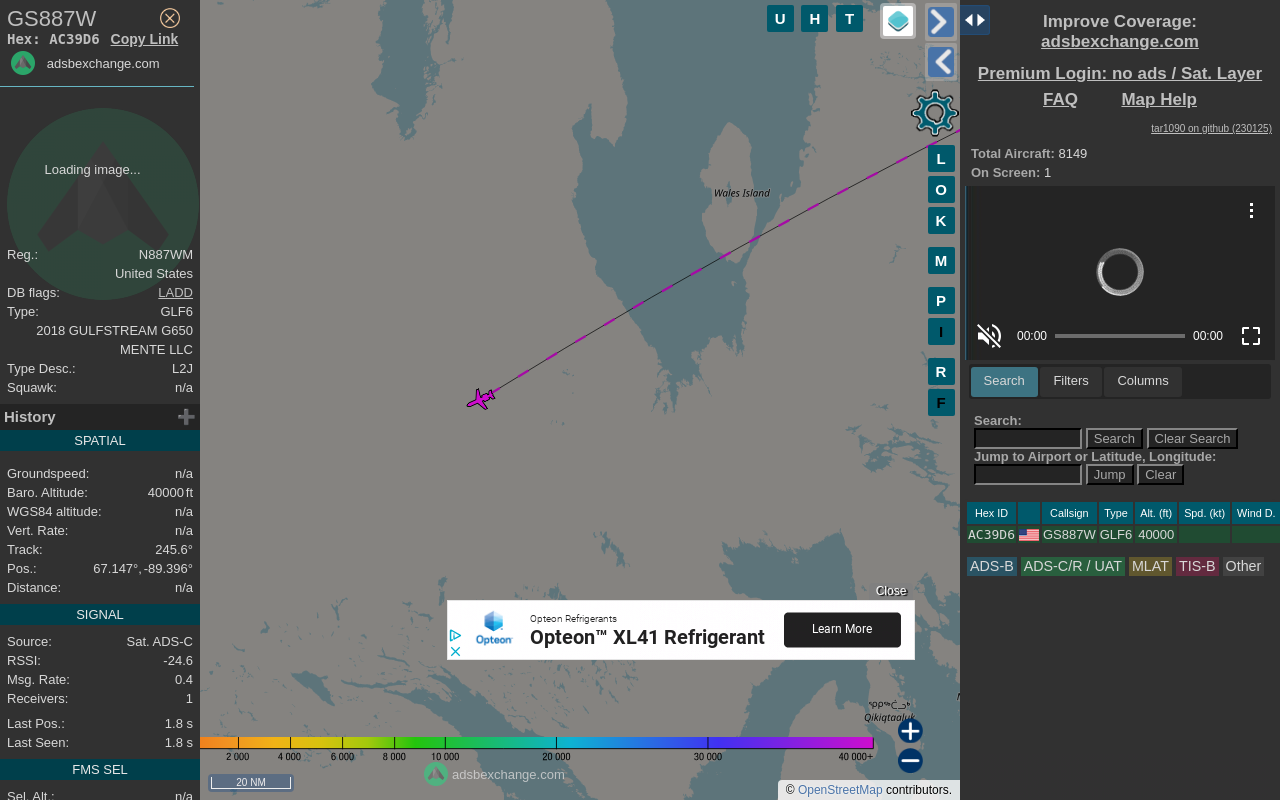 GS887W
Hex: AC39D6 Copy Link
adsbexchange.com
Loading image...
Reg.: N887WM
United States
DB flags: LADD
Type: GLF6
2018 GULFSTREAM G650
MENTE LLC
Type Desc.: L2J
Squawk: n/a
History
SPATIAL
Groundspeed: n/a
Baro. Altitude: 40000 ft
WGS84 altitude: n/a
Vert. Rate: n/a
Track: 245.6°
Pos.: 67.147°, -89.396°
Distance: n/a
SIGNAL
Source: Sat. ADS-C
RSSI: -24.6
Msg. Rate: 0.4
Receivers: 1
Last Pos.: 1.8 s
Last Seen: 1.8 s
FMS SEL
Sel. Alt.: n/a
U H T
L
O
K
M
P
I
R
F
Wales Island
Close
Opteon Refrigerants
Opteon™ XL41 Refrigerant
Opteon
Learn More
Qikiqtaaluk
2 000 4 000 6 000 8 000 10 000 20 000 30 000 40 000+
adsbexchange.com
20 NM
© OpenStreetMap contributors.
Improve Coverage:
adsbexchange.com
Premium Login: no ads / Sat. Layer
FAQ Map Help
tar1090 on github (230125)
Total Aircraft: 8149
On Screen: 1
00:00 00:00
Search Filters Columns
Search:
Search Clear Search
Jump to Airport or Latitude, Longitude:
Jump Clear
Hex ID Callsign Type Alt. (ft) Spd. (kt) Wind D.
AC39D6 GS887W GLF6 40000
ADS-B ADS-C/R / UAT MLAT TIS-B Other